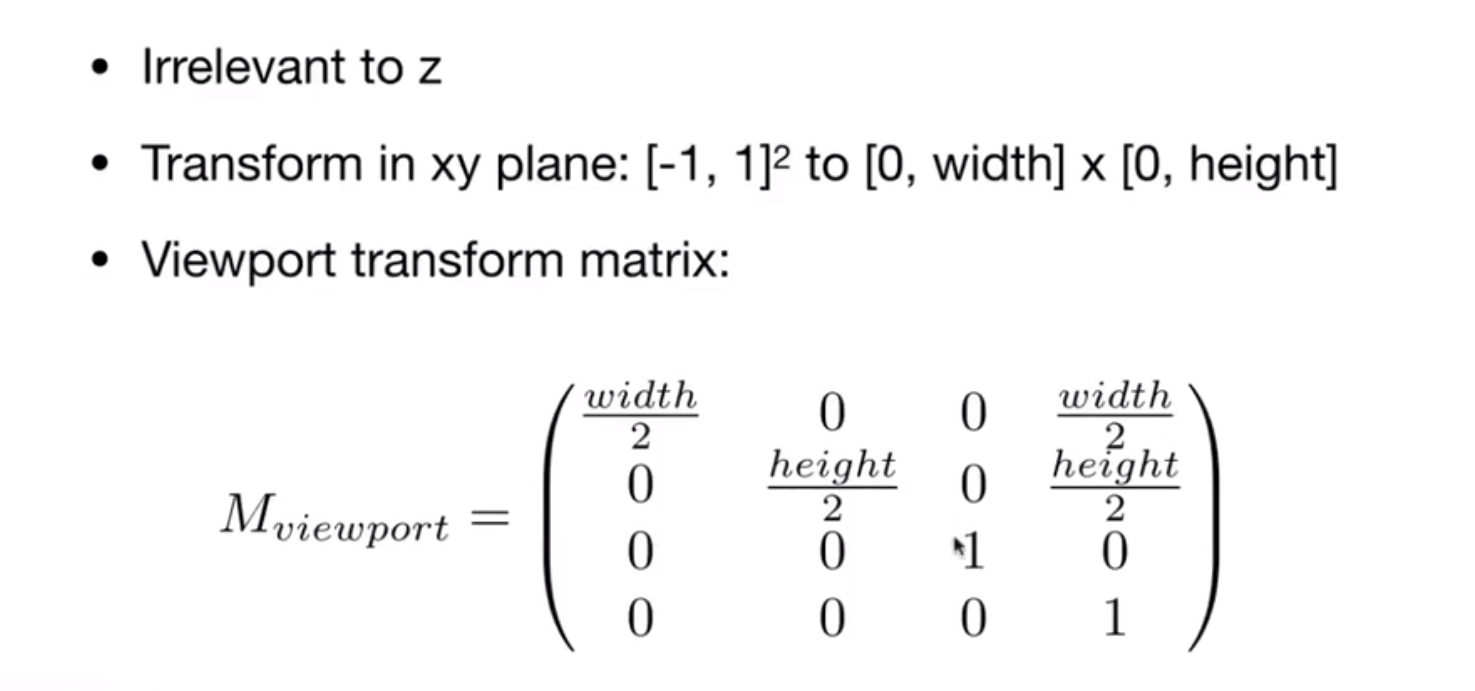 • Irrelevant to z
• Transform in xy plane: [-1, 1]² to [0, width] x [0, height]
• Viewport transform matrix:
$$M_{viewport} = \begin{pmatrix} \frac{width}{2} & 0 & 0 & \frac{width}{2} \\ 0 & \frac{height}{2} & 0 & \frac{height}{2} \\ 0 & 0 & 1 & 0 \\ 0 & 0 & 0 & 1 \end{pmatrix}$$